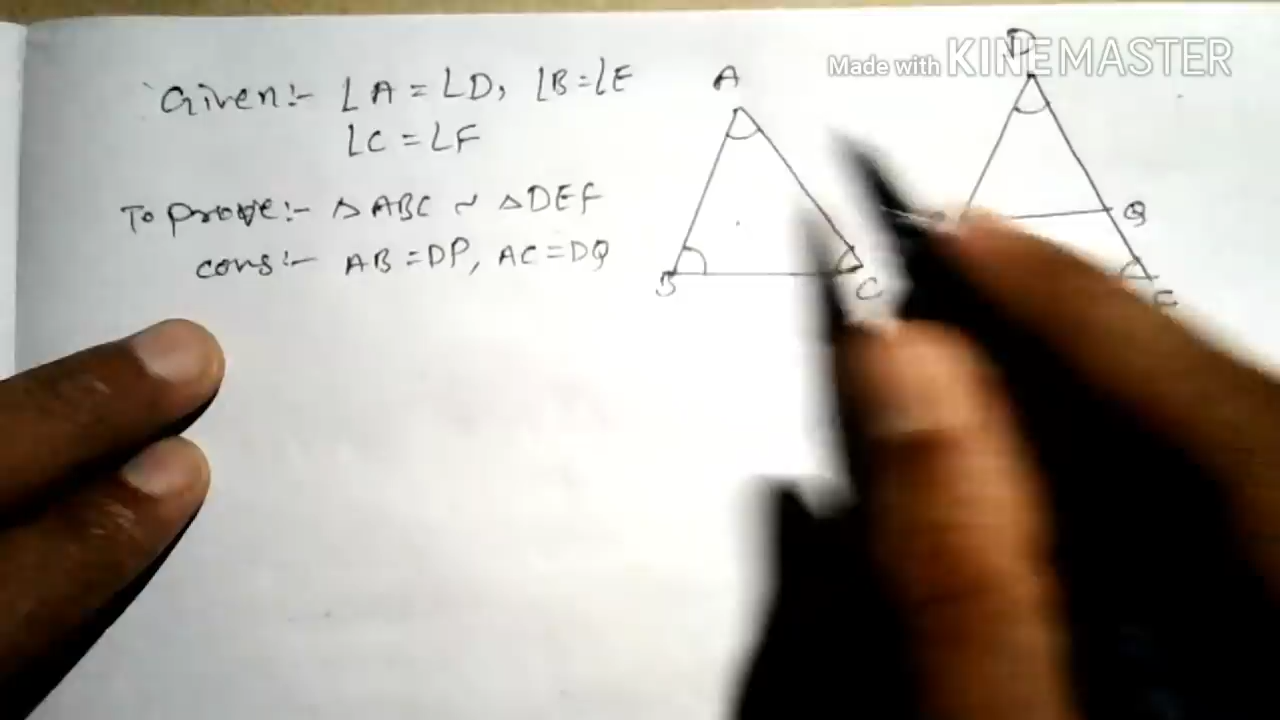 Given:- ∠A = ∠D, ∠B = ∠E
∠C = ∠F
To prove:- △ABC ~ △DEF
cons:- AB = DP, AC = DQ
A
B
C
D
Q
Made with KINEMASTER